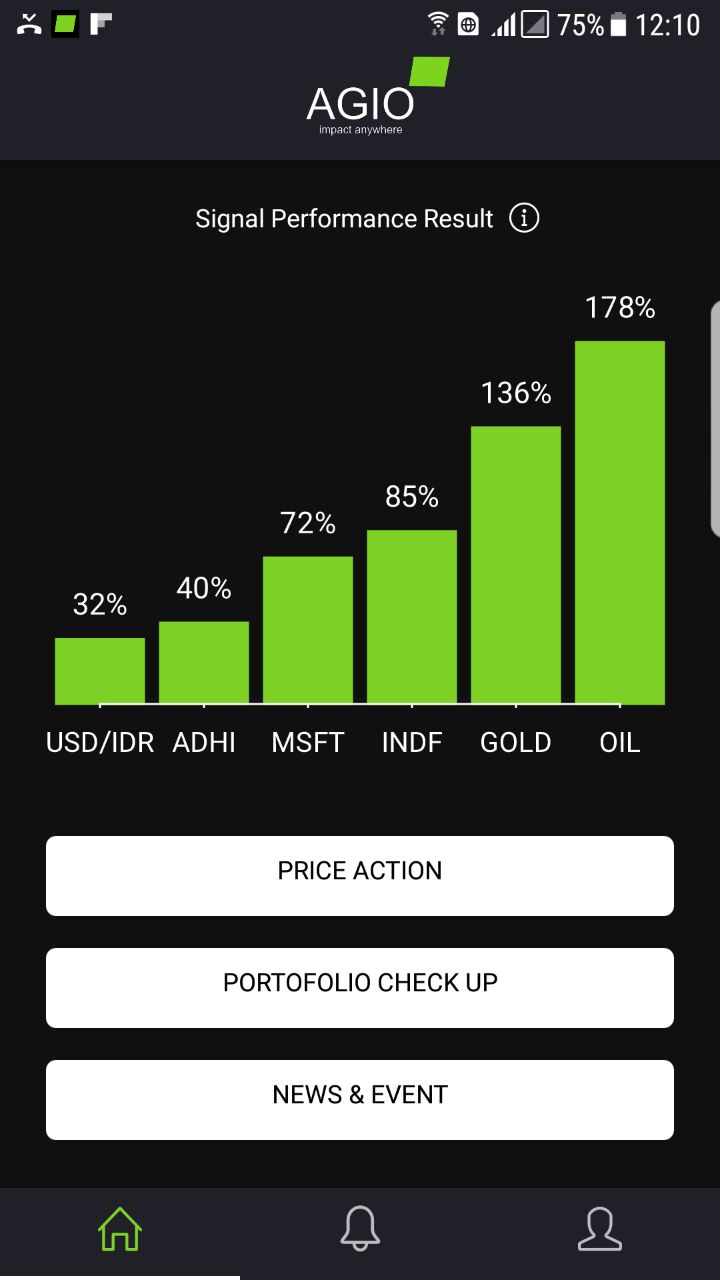 75% 12:10
AGIO
impact anywhere
Signal Performance Result
178%
136%
85%
72%
40%
32%
USD/IDR ADHI MSFT INDF GOLD OIL
PRICE ACTION
PORTOFOLIO CHECK UP
NEWS & EVENT